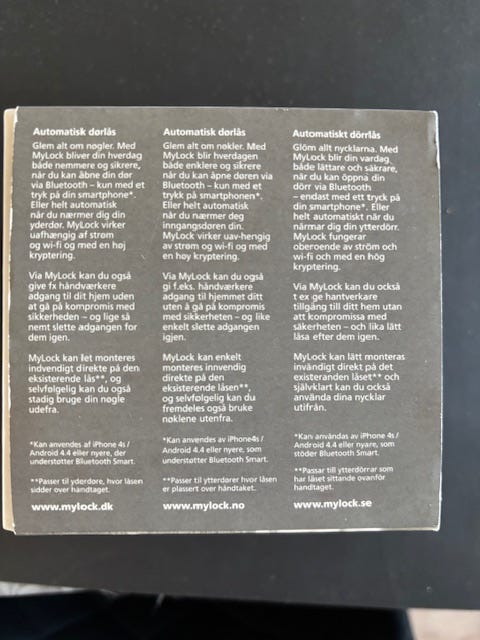 Automatisk dørlås
Glem alt om nøgler. Med
MyLock bliver din hverdag
både nemmere og sikrere,
når du kan åbne din dør
via Bluetooth – kun med et
tryk på din smartphone*.
Eller helt automatisk
når du nærmer dig din
yderdør. MyLock virker
uafhængig af strøm
og wi-fi og med en høj
kryptering.
Via MyLock kan du også
give fx håndværkere
adgang til dit hjem uden
at gå på kompromis med
sikkerheden – og lige så
nemt slette adgangen for
dem igen.
MyLock kan let monteres
indvendigt direkte på den
eksisterende lås**, og
selvfølgelig kan du også
stadig bruge din nøgle
udefra.
*Kan anvendes af iPhone 4s /
Android 4.4 eller nyere, der
understøtter Bluetooth Smart.
**Passer til yderdøre, hvor låsen
sidder over håndtaget.
www.mylock.dk
Automatisk dørlås
Glem alt om nøkler. Med
MyLock blir hverdagen
både enklere og sikrere
når du kan åpne døren via
Bluetooth – kun med et
trykk på smartphonen*.
Eller helt automatisk
når du nærmer deg
inngangsdøren din.
MyLock virker uav-hengig
av strøm og wi-fi og med
en høy kryptering.
Via MyLock kan du også
gi f.eks. håndværkere
adgang til hjemmet ditt
uten å gå på kompromis
med sikkerheten – og like
enkelt slette adgangen
igjen.
MyLock kan enkelt
monteres innvendig
direkte på den
eksisterende låsen**,
og selvfølgelig kan du
fremdeles også bruke
nøklene utenfra.
*Kan anvendes av iPhone4s /
Android 4.4 eller nyere, som
understøtter Bluetooth Smart.
**Passer til ytterdører hvor låsen
er plassert over håndtaket.
www.mylock.no
Automatiskt dörrlås
Glöm allt nycklarna. Med
MyLock blir din vardag
både lättare och säkrare,
när du kan öppna din
dörr via Bluetooth
– endast med ett tryck på
din smartphone*. Eller
helt automatiskt när du
närmar dig din ytterdörr.
MyLock fungerar
oberoende av ström och
wi-fi och med en hög
kryptering.
Via MyLock kan du också
t ex ge hantverkare
tillgång till ditt hem utan
att kompromissa med
säkerheten – och lika lätt
låsa efter dem igen.
MyLock kan lätt monteras
invändigt direkt på det
existeranden låset** och
självklart kan du också
använda dina nycklar
utifrån.
*Kan användas av iPhone 4s /
Android 4.4 eller nyare, som
stöder Bluetooth Smart.
**Passar till ytterdörrar som
har låset sittande ovanför
handtaget.
www.mylock.se